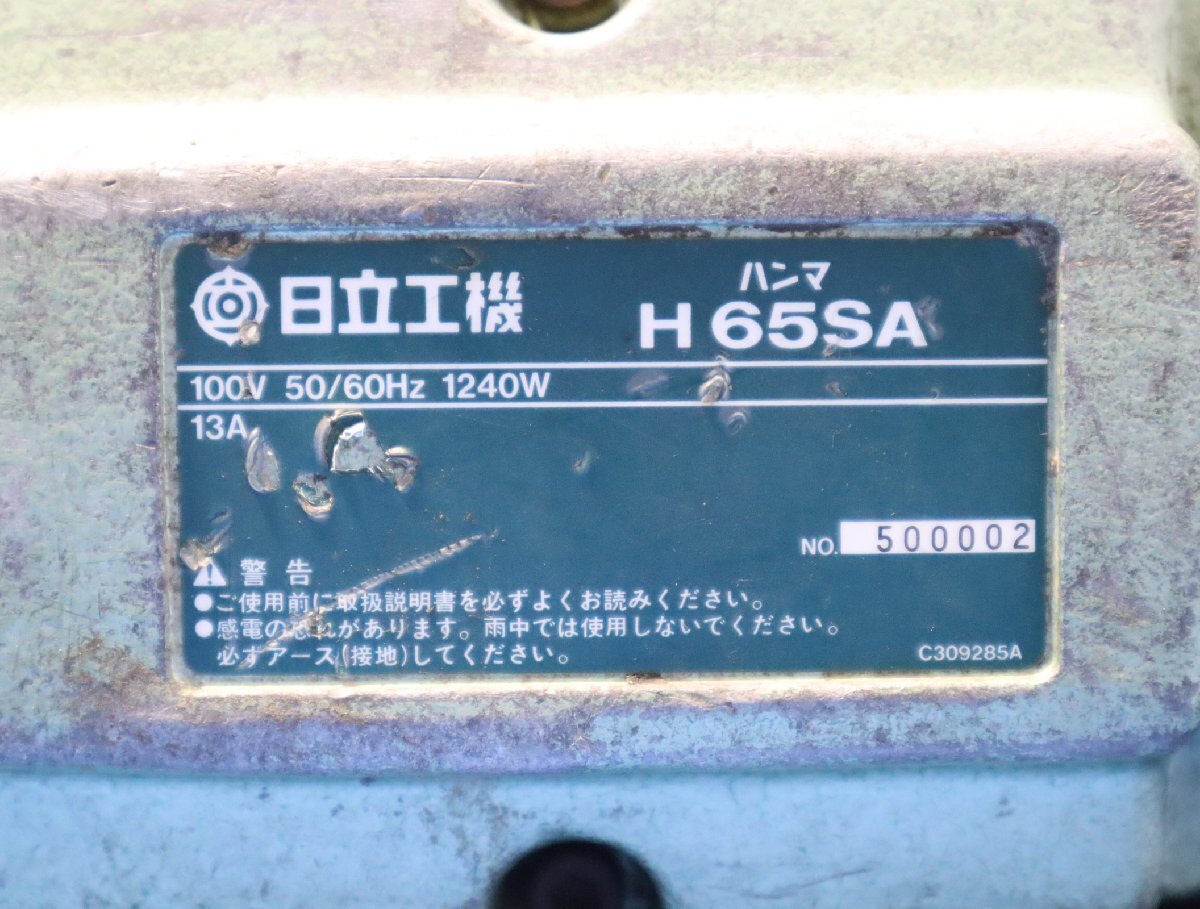 日立工機
ハンマ
H65SA
100V 50/60Hz 1240W
13A
NO. 500002
警告
●ご使用前に取扱説明書を必ずよくお読みください。
●感電の恐れがあります。雨中では使用しないでください。
必ずアース(接地)してください。
C309285A